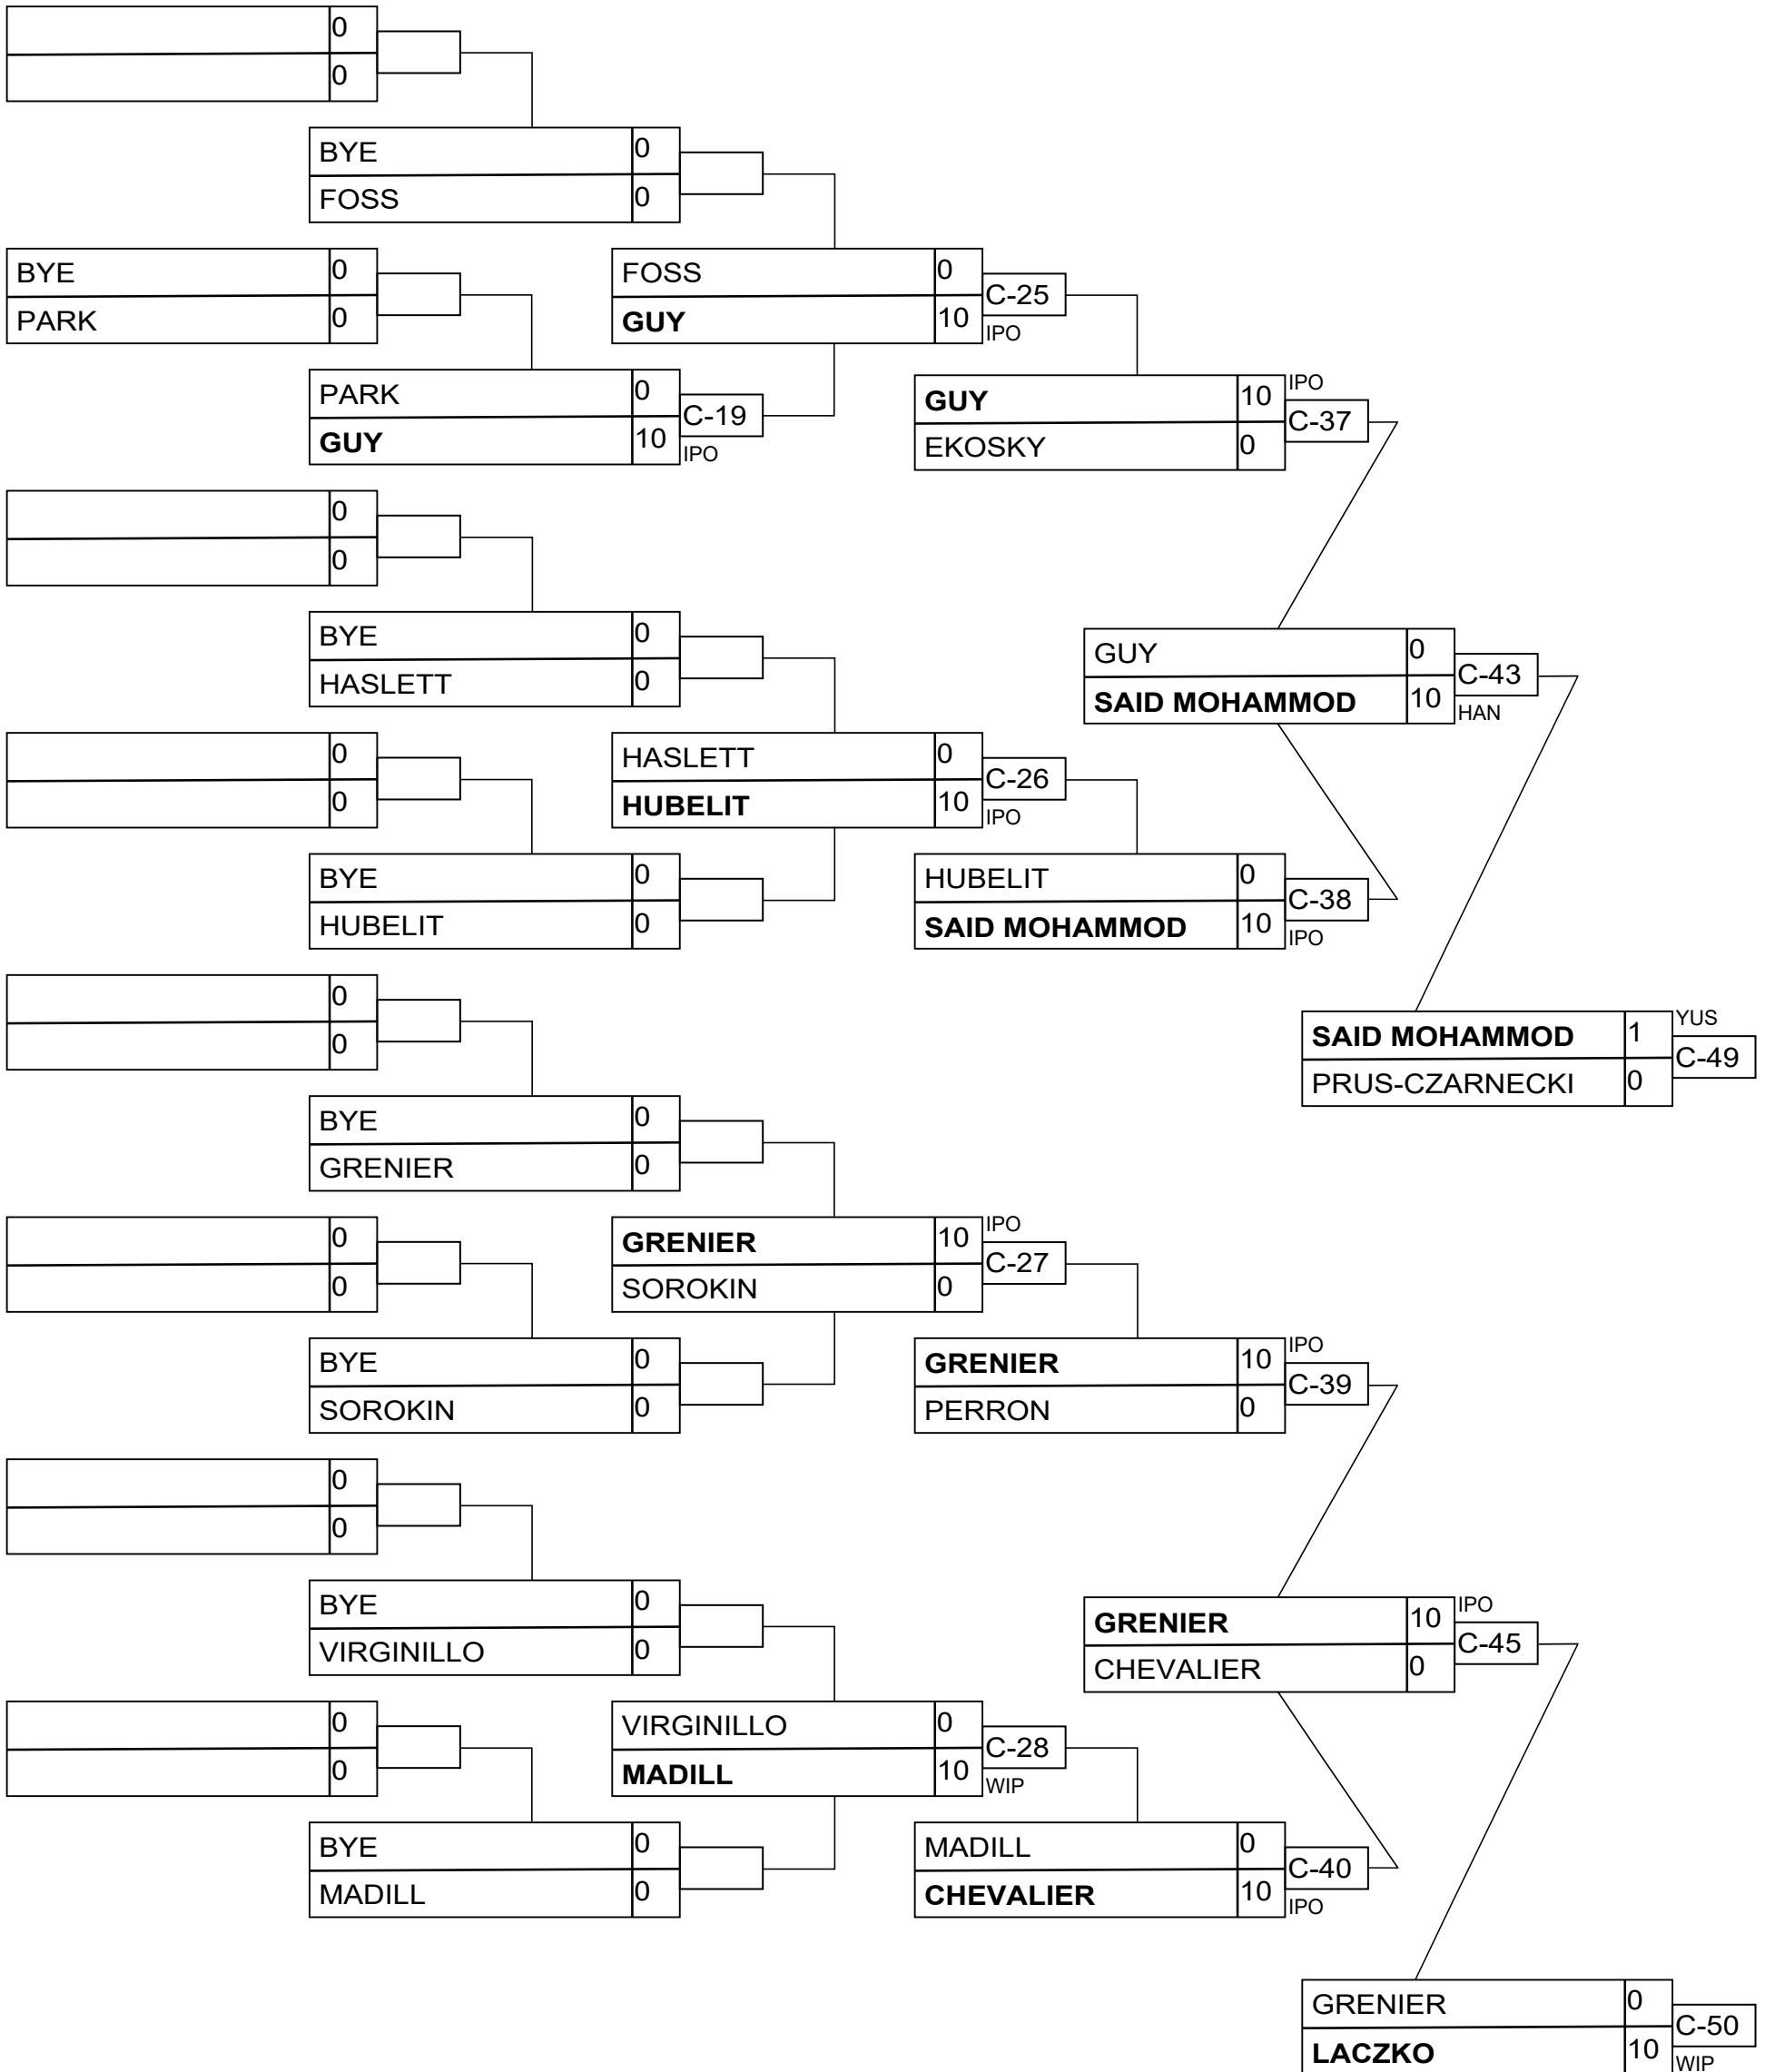 0
0
BYE 0
FOSS 0
BYE 0
PARK 0
FOSS 0
C-25
GUY 10
IPO
PARK 0
C-19
GUY 10
IPO
GUY 10
IPO
C-37
EKOSKY 0
0
0
BYE 0
HASLETT 0
GUY 0
C-43
SAID MOHAMMOD 10
HAN
0
0
HASLETT 0
C-26
HUBELIT 10
IPO
BYE 0
HUBELIT 0
HUBELIT 0
C-38
SAID MOHAMMOD 10
IPO
0
0
SAID MOHAMMOD 1
YUS
C-49
PRUS-CZARNECKI 0
BYE 0
GRENIER 0
0
0
GRENIER 10
IPO
C-27
SOROKIN 0
BYE 0
SOROKIN 0
GRENIER 10
IPO
C-39
PERRON 0
0
0
BYE 0
VIRGINILLO 0
GRENIER 10
IPO
C-45
CHEVALIER 0
0
0
VIRGINILLO 0
C-28
MADILL 10
WIP
BYE 0
MADILL 0
MADILL 0
C-40
CHEVALIER 10
IPO
GRENIER 0
C-50
LACZKO 10
WIP